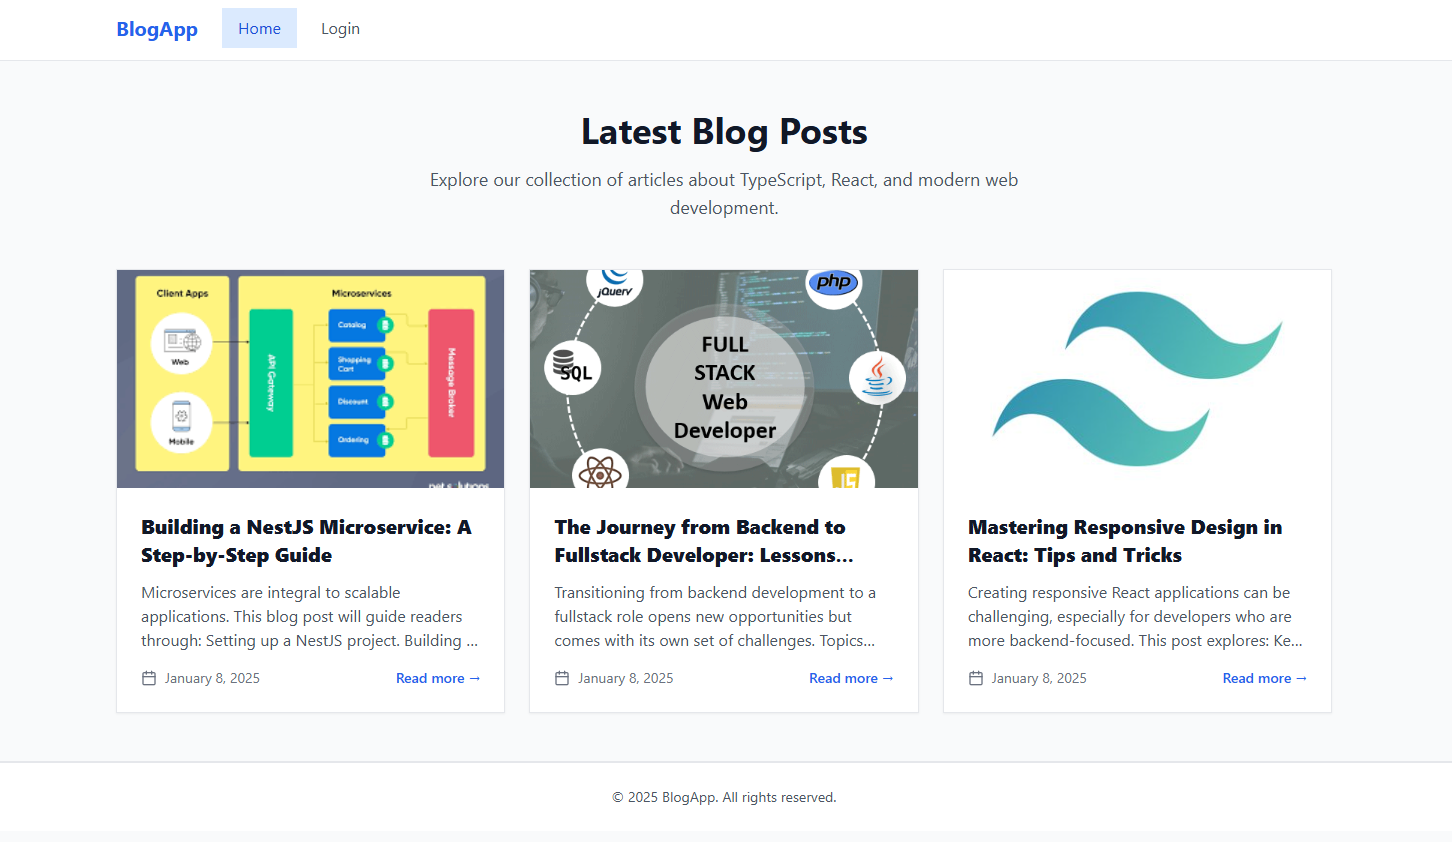 BlogApp
Home
Login
Latest Blog Posts
Explore our collection of articles about TypeScript, React, and modern web
development.
Client Apps
Web
Mobile
API Gateway
Microservices
Catalog
Shopping
Cart
Discount
Ordering
Message Broker
jQuery
php
SQL
FULL
STACK
Web
Developer
JS
Building a NestJS Microservice: A
Step-by-Step Guide
Microservices are integral to scalable
applications. This blog post will guide readers
through: Setting up a NestJS project. Building ...
January 8, 2025
Read more →
The Journey from Backend to
Fullstack Developer: Lessons...
Transitioning from backend development to a
fullstack role opens new opportunities but
comes with its own set of challenges. Topics...
January 8, 2025
Read more →
Mastering Responsive Design in
React: Tips and Tricks
Creating responsive React applications can be
challenging, especially for developers who are
more backend-focused. This post explores: Ke...
January 8, 2025
Read more →
© 2025 BlogApp. All rights reserved.